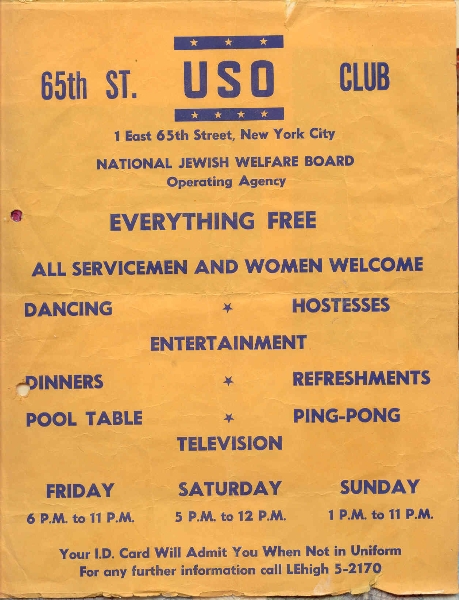 65th ST. USO CLUB
1 East 65th Street, New York City
NATIONAL JEWISH WELFARE BOARD
Operating Agency
EVERYTHING FREE
ALL SERVICEMEN AND WOMEN WELCOME
DANCING ★ HOSTESSES
ENTERTAINMENT
DINNERS ★ REFRESHMENTS
POOL TABLE ★ PING-PONG
TELEVISION
FRIDAY SATURDAY SUNDAY
6 P.M. to 11 P.M. 5 P.M. to 12 P.M. 1 P.M. to 11 P.M.
Your I.D. Card Will Admit You When Not in Uniform
For any further information call LEhigh 5-2170